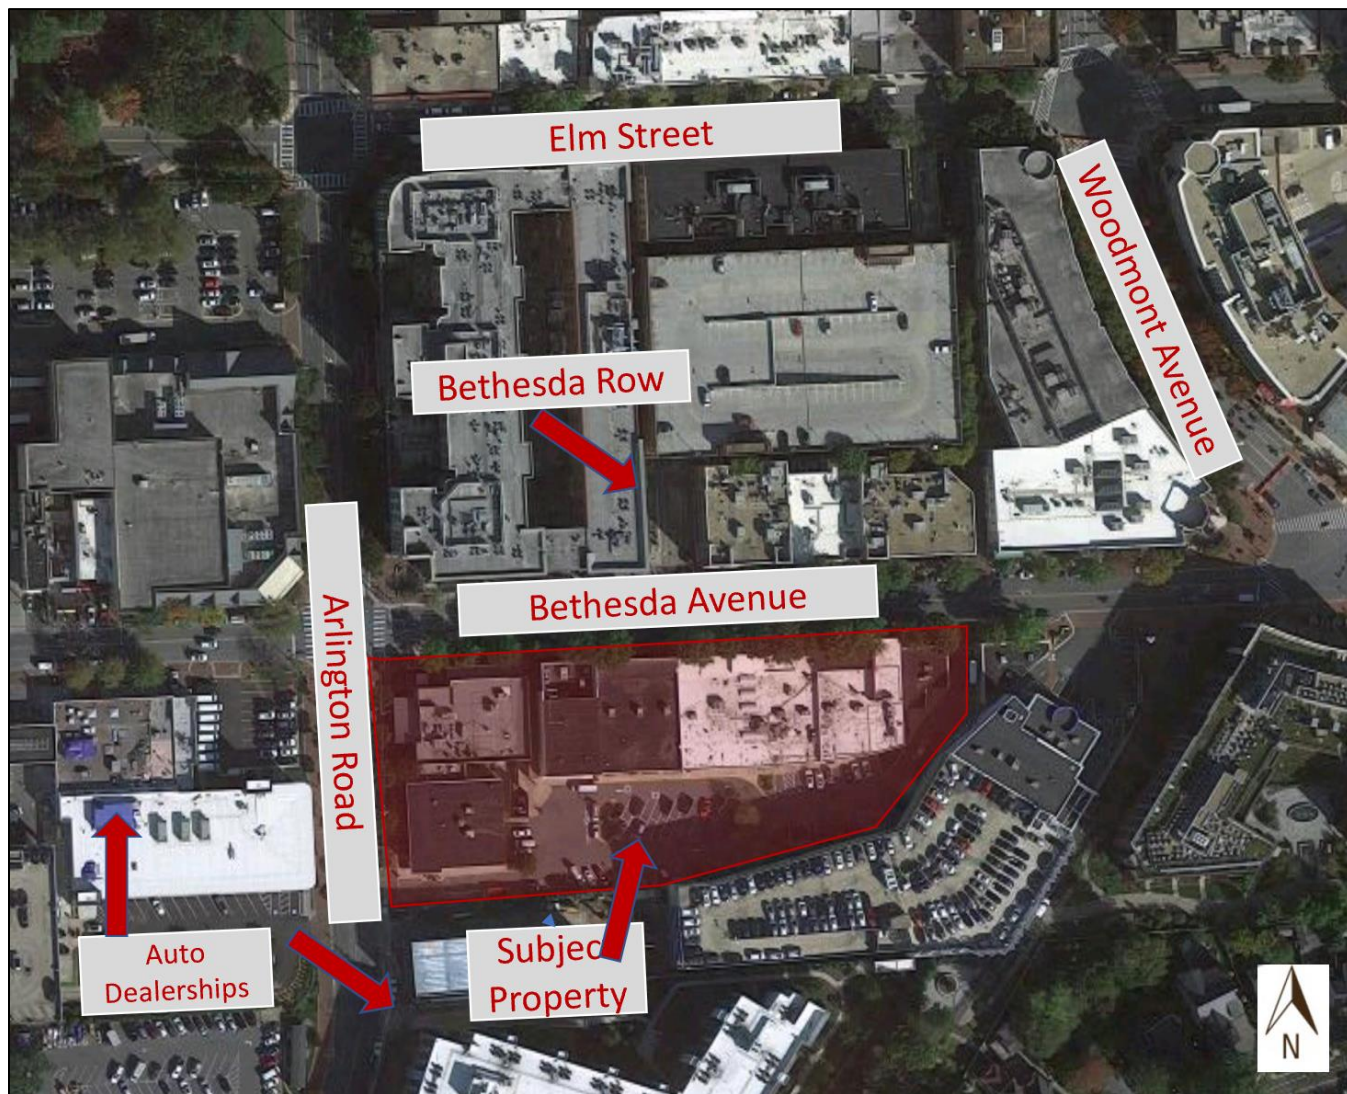 Elm Street
Woodmont Avenue
Bethesda Row
Bethesda Avenue
Arlington Road
Auto
Dealerships
Subject
Property
N